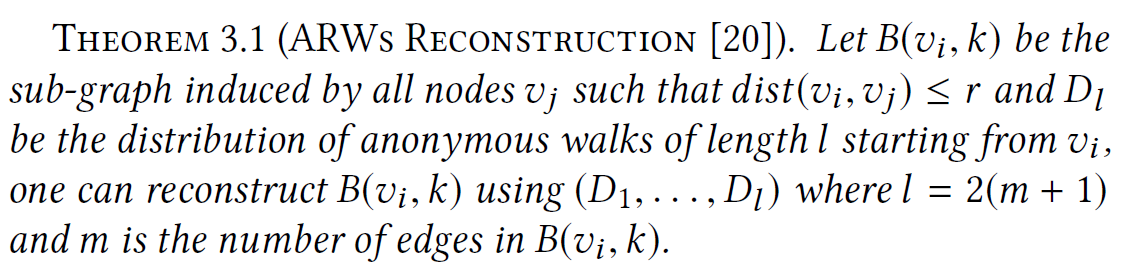 THEOREM 3.1 (ARWS RECONSTRUCTION [20]). Let B(v_i, k) be the
sub-graph induced by all nodes v_j such that dist(v_i, v_j) ≤ r and D_l
be the distribution of anonymous walks of length l starting from v_i,
one can reconstruct B(v_i, k) using (D_1, . . . , D_l) where l = 2(m + 1)
and m is the number of edges in B(v_i, k).